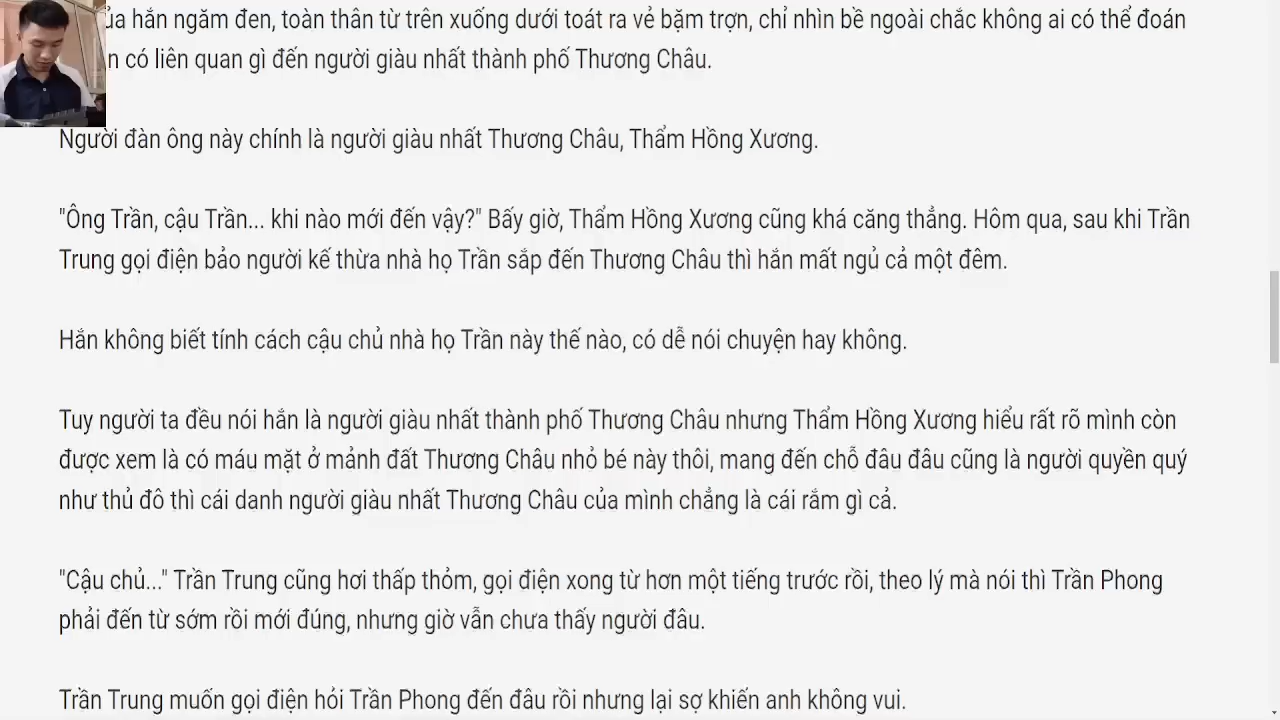 ủa hắn ngăm đen, toàn thân từ trên xuống dưới toát ra vẻ bặm trợn, chỉ nhìn bề ngoài chắc không ai có thể đoán
n có liên quan gì đến người giàu nhất thành phố Thương Châu.
Người đàn ông này chính là người giàu nhất Thương Châu, Thẩm Hồng Xương.
"Ông Trần, cậu Trần... khi nào mới đến vậy?" Bấy giờ, Thẩm Hồng Xương cũng khá căng thẳng. Hôm qua, sau khi Trần
Trung gọi điện bảo người kế thừa nhà họ Trần sắp đến Thương Châu thì hắn mất ngủ cả một đêm.
Hắn không biết tính cách cậu chủ nhà họ Trần này thế nào, có dễ nói chuyện hay không.
Tuy người ta đều nói hắn là người giàu nhất thành phố Thương Châu nhưng Thẩm Hồng Xương hiểu rất rõ mình còn
được xem là có máu mặt ở mảnh đất Thương Châu nhỏ bé này thôi, mang đến chỗ đâu đâu cũng là người quyền quý
như thủ đô thì cái danh người giàu nhất Thương Châu của mình chẳng là cái rắm gì cả.
"Cậu chủ..." Trần Trung cũng hơi thấp thỏm, gọi điện xong từ hơn một tiếng trước rồi, theo lý mà nói thì Trần Phong
phải đến từ sớm rồi mới đúng, nhưng giờ vẫn chưa thấy người đâu.
Trần Trung muốn gọi điện hỏi Trần Phong đến đâu rồi nhưng lại sợ khiến anh không vui.